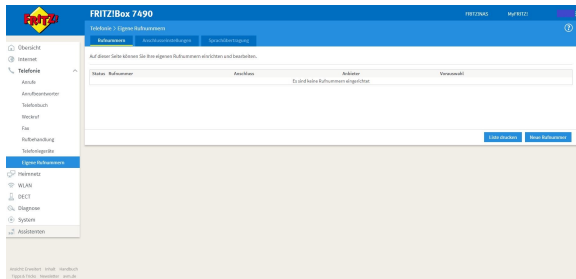 FRITZ!
FRITZ!Box 7490
FRITZ!NAS MyFRITZ!
Telefonie > Eigene Rufnummern
Rufnummern Anschlusseinstellungen Sprachübertragung
Auf dieser Seite können Sie Ihre eigenen Rufnummern einrichten und bearbeiten.
Status Rufnummer Anschluss Anbieter Vorauswahl
Es sind keine Rufnummern eingerichtet
Liste drucken Neue Rufnummer
Übersicht
Internet
Telefonie
Anrufe
Anrufbeantworter
Telefonbuch
Weckruf
Fax
Rufbehandlung
Telefoniegeräte
Eigene Rufnummern
Heimnetz
WLAN
DECT
Diagnose
System
Assistenten
Ansicht: Erweitert Inhalt Handbuch
Tipps & Tricks Newsletter avm.de